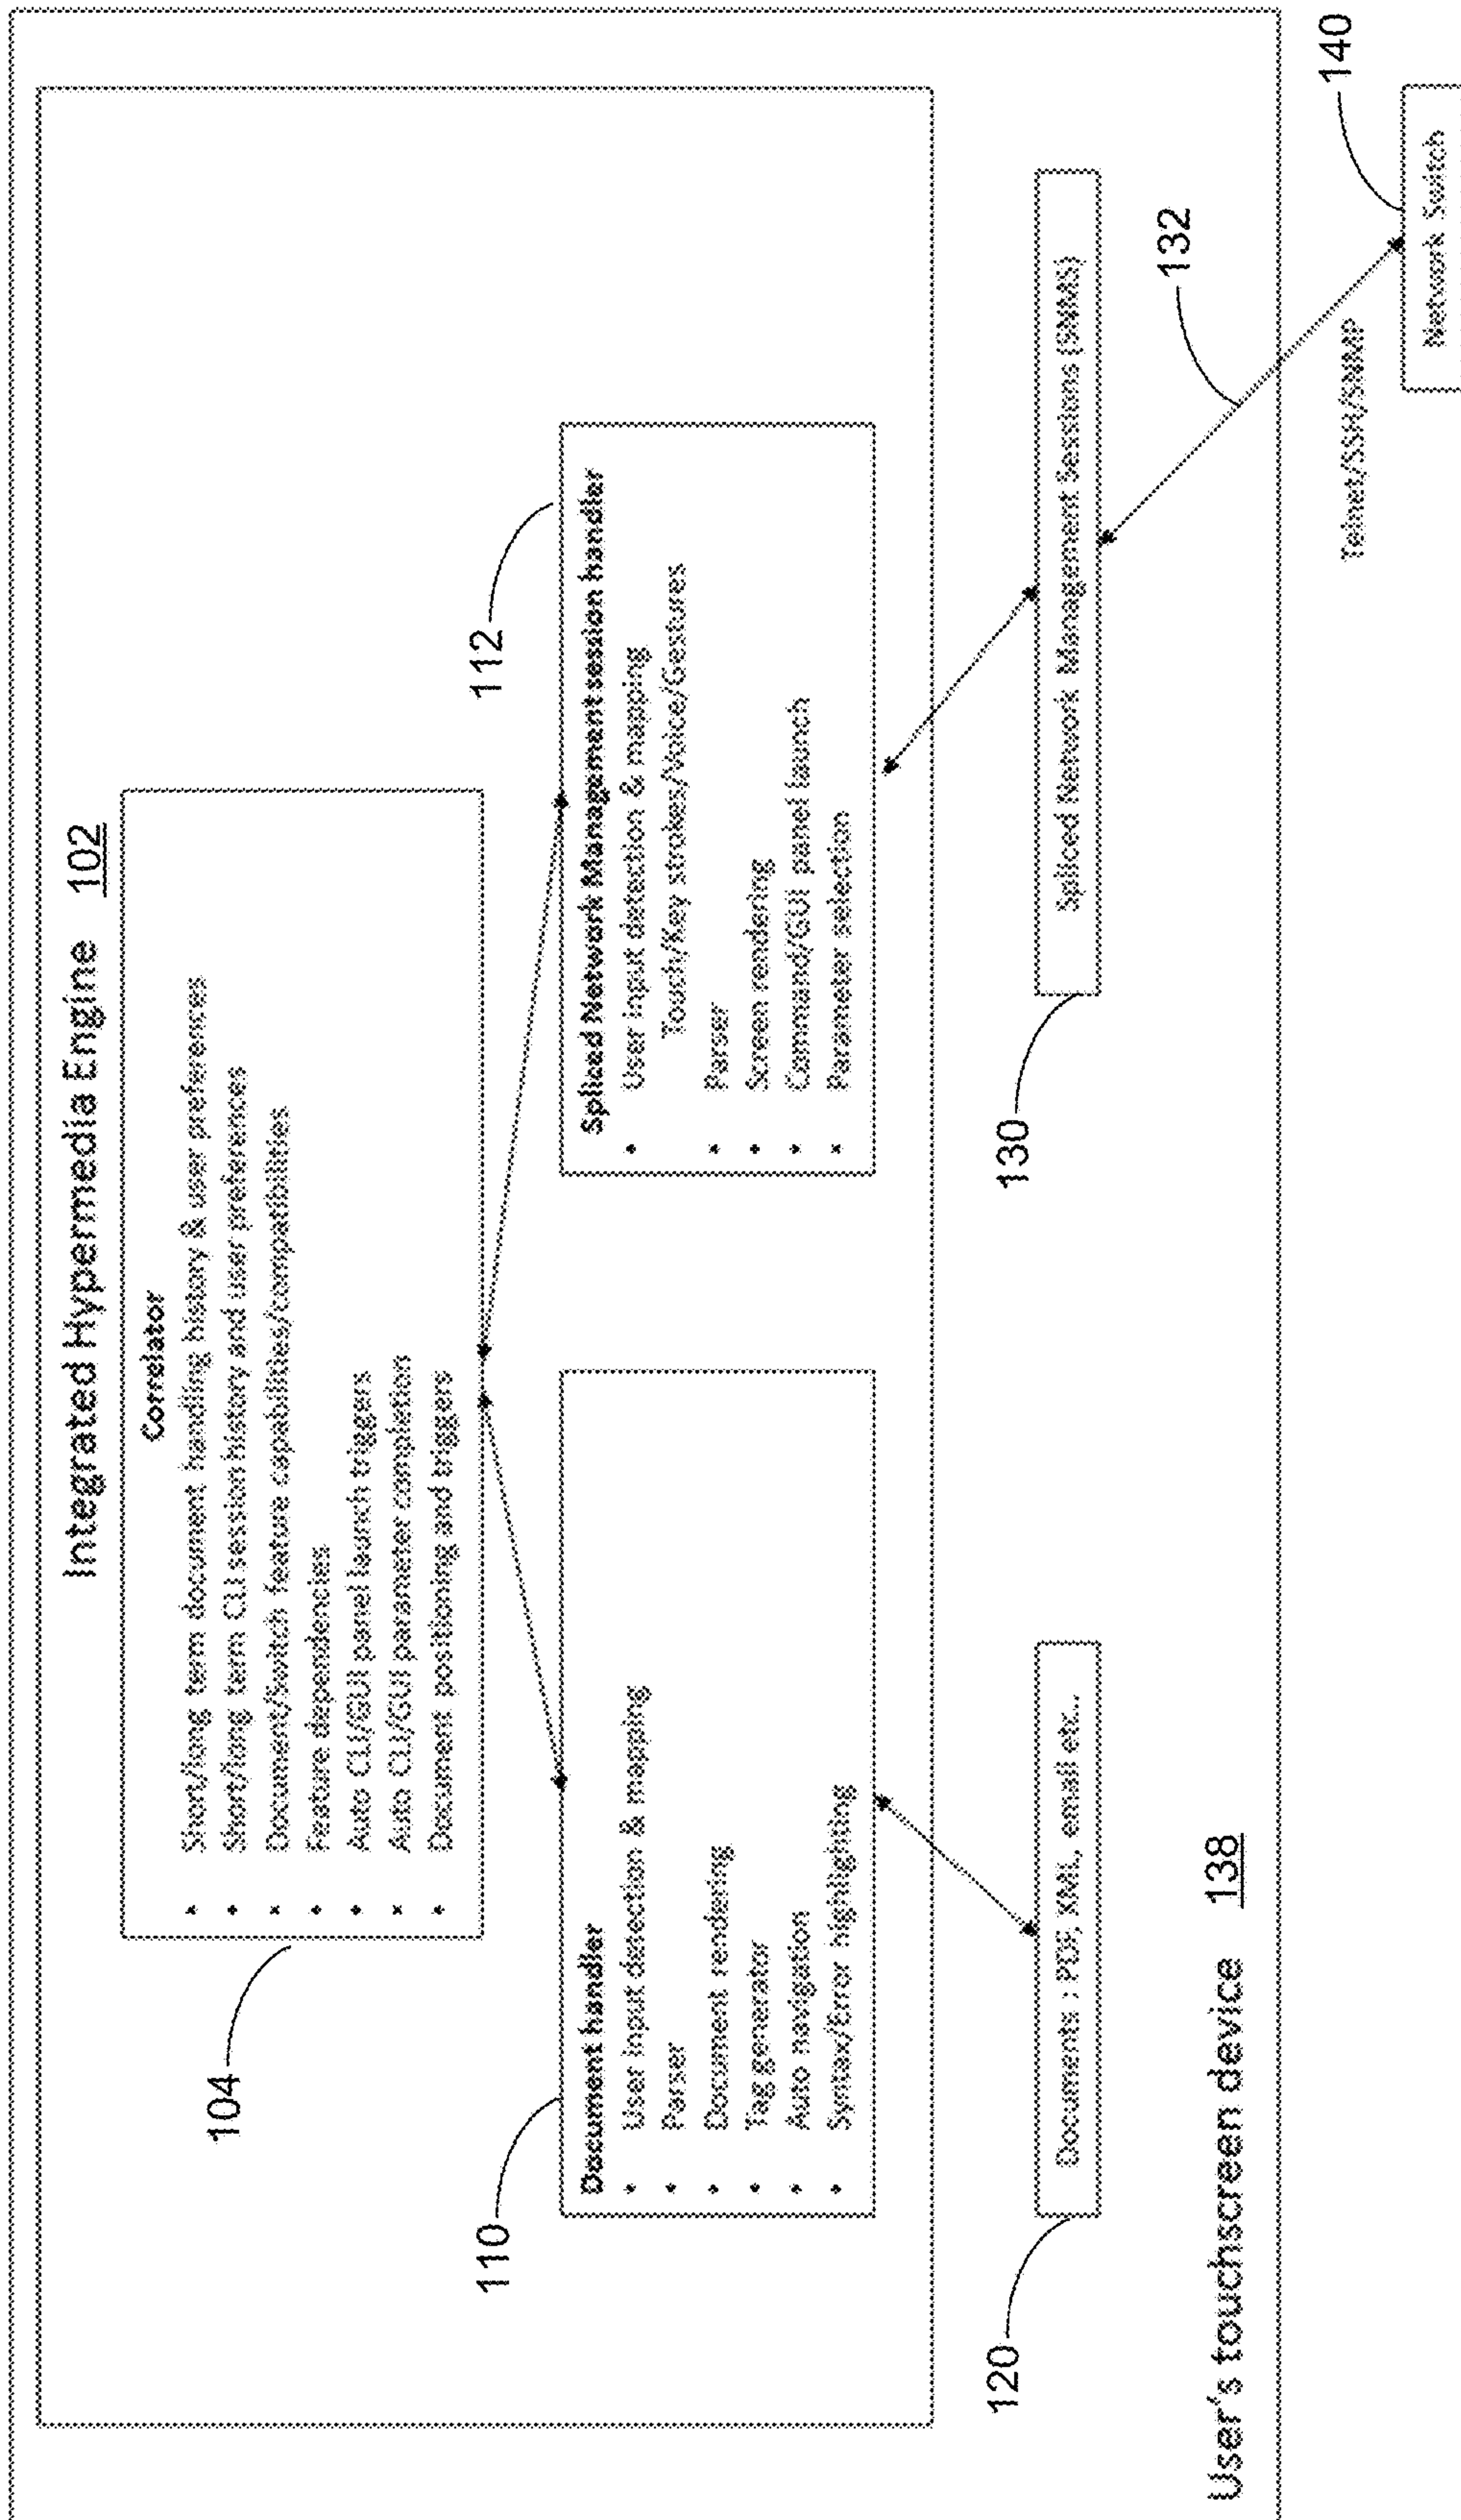 Integrated Hypermedia Engine 102
Correlator
• Short/long term document handling history & user preferences
• Short/long term CLI session history and user preferences
• Document/Switch feature capabilities/compatibilities
• Feature dependencies
• Auto CLI/GUI panel launch triggers
• Auto CLI/GUI parameter completion
• Document positioning and triggers
104
110
Document handler
• User input detection & mapping
• Parser
• Document rendering
• Tag generator
• Auto navigation
• Syntax/Error highlighting
112
Spliced Network Management session handler
• User input detection & mapping
Touch/Key strokes/Voice/Gestures
• Parser
• Screen rendering
• Command/GUI panel launch
• Parameter selection
120
Documents : PDF, XML, email etc..
130
Spliced Network Management Sessions (SNMS)
132
User's touchscreen device 138
Telnet/SSH/SNMP
140
Network Switch